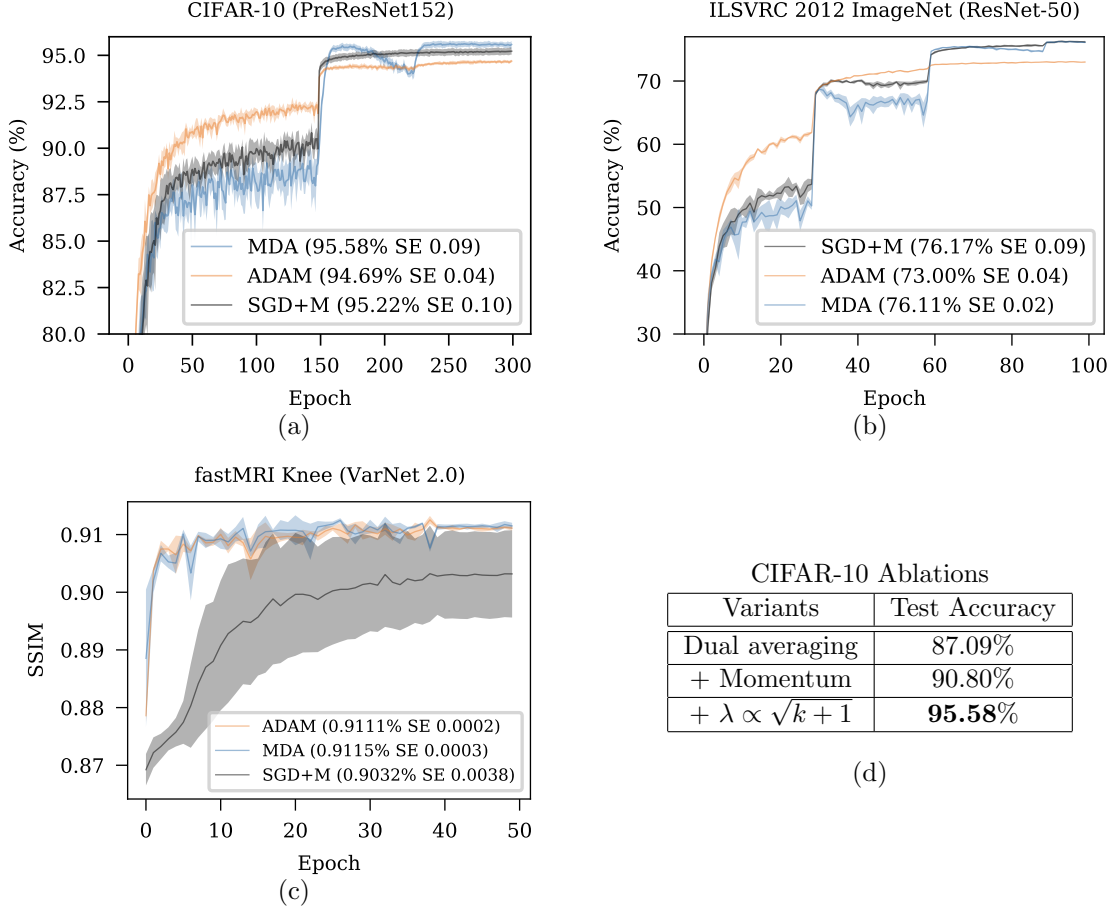 CIFAR-10 (PreResNet152)
95.0
92.5
90.0
87.5
85.0
82.5
80.0
Accuracy (%)
MDA (95.58% SE 0.09)
ADAM (94.69% SE 0.04)
SGD+M (95.22% SE 0.10)
0 50 100 150 200 250 300
Epoch
(a)
ILSVRC 2012 ImageNet (ResNet-50)
70
60
50
40
30
Accuracy (%)
SGD+M (76.17% SE 0.09)
ADAM (73.00% SE 0.04)
MDA (76.11% SE 0.02)
0 20 40 60 80 100
Epoch
(b)
fastMRI Knee (VarNet 2.0)
0.91
0.90
0.89
0.88
0.87
SSIM
ADAM (0.9111% SE 0.0002)
MDA (0.9115% SE 0.0003)
SGD+M (0.9032% SE 0.0038)
0 10 20 30 40 50
Epoch
(c)
CIFAR-10 Ablations
Variants Test Accuracy
Dual averaging 87.09%
+ Momentum 90.80%
+ λ ∝ √k + 1 95.58%
(d)